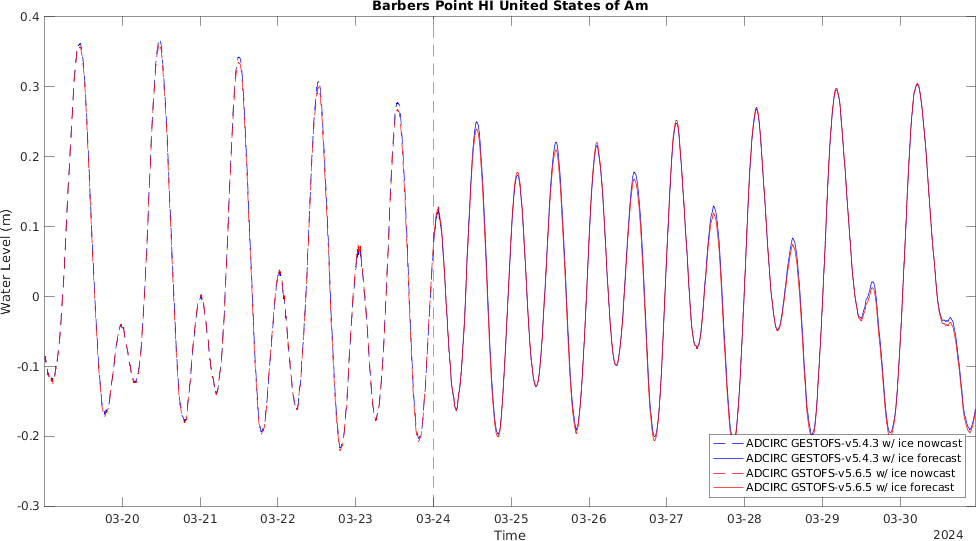 Barbers Point HI United States of Am
Water Level (m)
0.4
0.3
0.2
0.1
0
-0.1
-0.2
-0.3
03-20 03-21 03-22 03-23 03-24 03-25 03-26 03-27 03-28 03-29 03-30
Time
2024
ADCIRC GESTOFS-v5.4.3 w/ ice nowcast
ADCIRC GESTOFS-v5.4.3 w/ ice forecast
ADCIRC GSTOFS-v5.6.5 w/ ice nowcast
ADCIRC GSTOFS-v5.6.5 w/ ice forecast